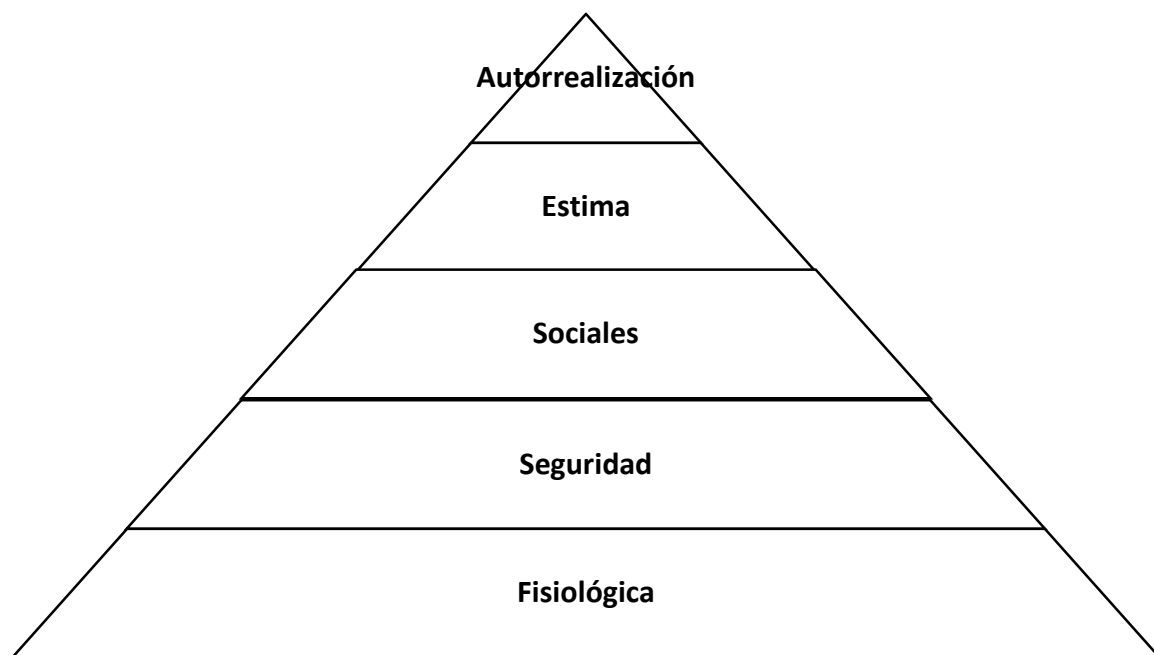 Autorrealización
Estima
Sociales
Seguridad
Fisiológica